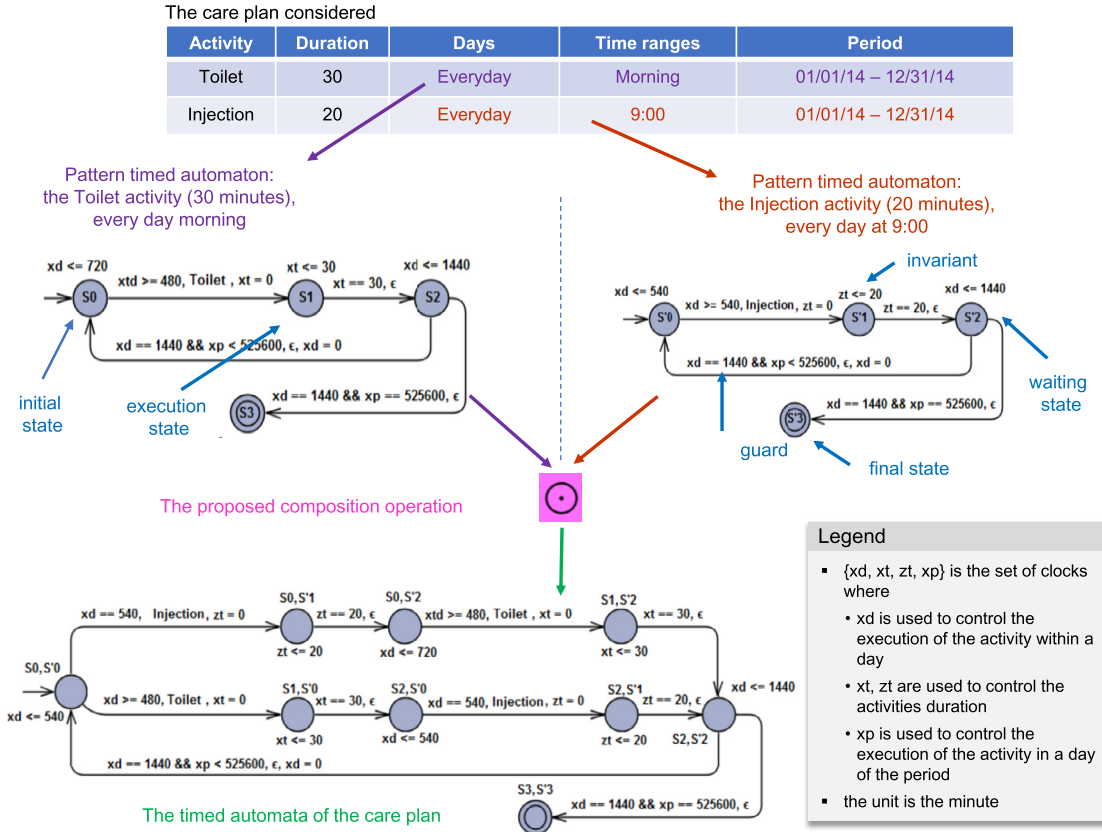 The care plan considered
Activity Duration Days Time ranges Period
Toilet 30 Everyday Morning 01/01/14 – 12/31/14
Injection 20 Everyday 9:00 01/01/14 – 12/31/14
Pattern timed automaton:
the Toilet activity (30 minutes),
every day morning
Pattern timed automaton:
the Injection activity (20 minutes),
every day at 9:00
xd <= 720
xtd >= 480, Toilet , xt = 0
xt <= 30
xt == 30, ϵ
xd <= 1440
S0
S1
S2
xd == 1440 && xp < 525600, ϵ, xd = 0
xd == 1440 && xp == 525600, ϵ
S3
initial
state
execution
state
invariant
xd <= 540
xd >= 540, Injection, zt = 0
zt <= 20
zt == 20, ϵ
xd <= 1440
S'0
S'1
S'2
xd == 1440 && xp < 525600, ϵ, xd = 0
xd == 1440 && xp == 525600, ϵ
S'3
waiting
state
guard
final state
The proposed composition operation
S0,S'0
xd <= 540
xd == 540, Injection, zt = 0
S0,S'1
zt <= 20
zt == 20, ϵ
S0,S'2
xd <= 720
xtd >= 480, Toilet , xt = 0
S1,S'2
xt <= 30
xt == 30, ϵ
xd >= 480, Toilet , xt = 0
S1,S'0
xt <= 30
xt == 30, ϵ
S2,S'0
xd <= 540
xd == 540, Injection, zt = 0
S2,S'1
zt <= 20
zt == 20, ϵ
xd <= 1440
S2,S'2
xd == 1440 && xp < 525600, ϵ, xd = 0
S3,S'3
xd == 1440 && xp == 525600, ϵ
The timed automata of the care plan
Legend
▪ {xd, xt, zt, xp} is the set of clocks
where
• xd is used to control the
execution of the activity within a
day
• xt, zt are used to control the
activities duration
• xp is used to control the
execution of the activity in a day
of the period
▪ the unit is the minute